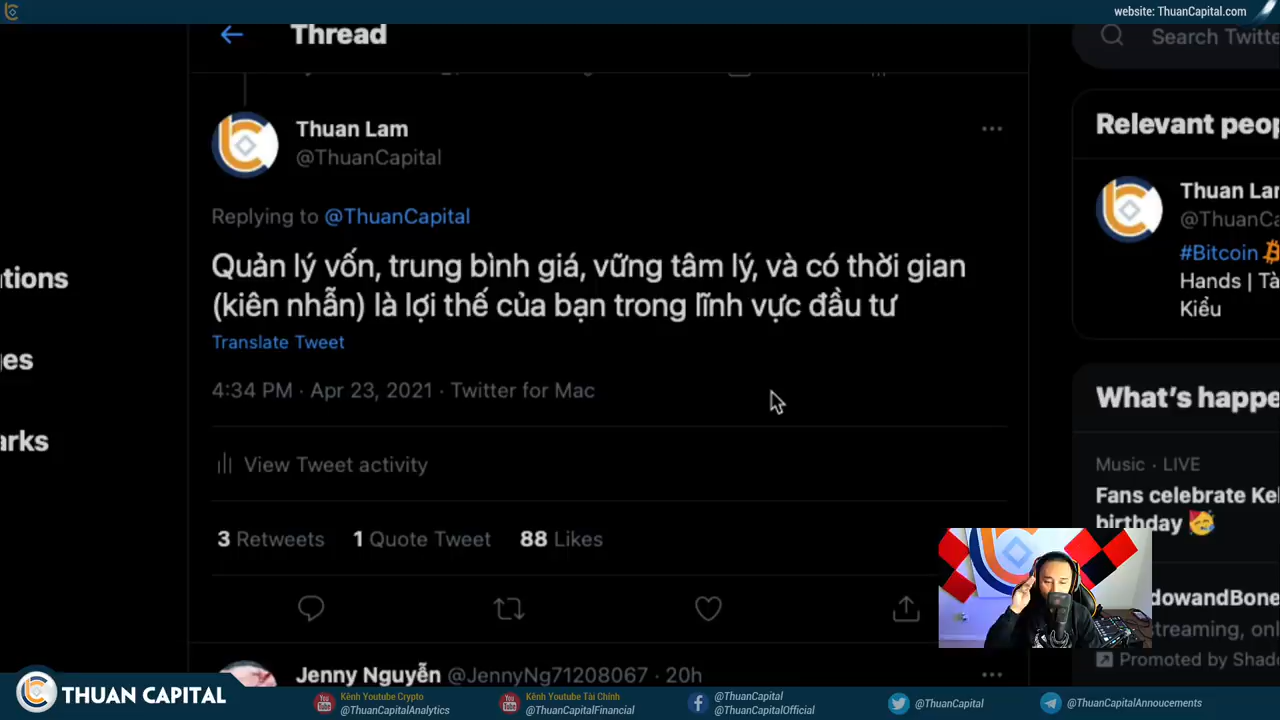 website: ThuanCapital.com
Thread
Search Twitte
Thuan Lam
@ThuanCapital
Replying to @ThuanCapital
Quản lý vốn, trung bình giá, vững tâm lý, và có thời gian
(kiên nhẫn) là lợi thế của bạn trong lĩnh vực đầu tư
Translate Tweet
4:34 PM · Apr 23, 2021 · Twitter for Mac
View Tweet activity
3 Retweets 1 Quote Tweet 88 Likes
Jenny Nguyễn @JennyNg71208067 · 20h
tions
es
arks
Relevant peop
Thuan Lar
@ThuanC
#Bitcoin
Hands | Tà
Kiểu
What's happe
Music · LIVE
Fans celebrate Ke
birthday 🥳
dowandBone
streaming, onl
Promoted by Shad
THUAN CAPITAL
Kênh Youtube Crypto
@ThuanCapitalAnalytics
Kênh Youtube Tài Chính
@ThuanCapitalFinancial
@ThuanCapital
@ThuanCapitalOfficial
@ThuanCapital
@ThuanCapitalAnnoucements